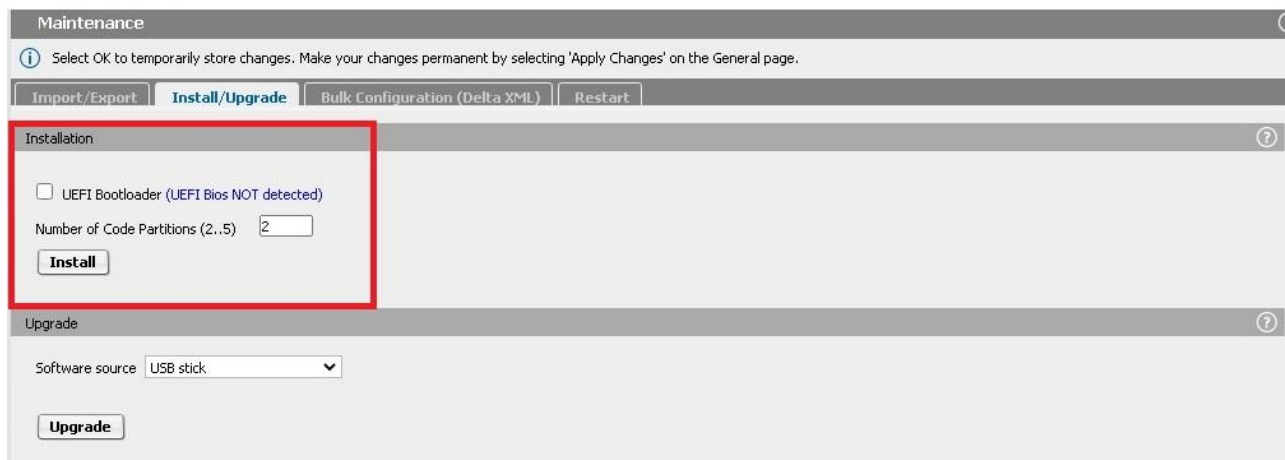 Maintenance
Select OK to temporarily store changes. Make your changes permanent by selecting 'Apply Changes' on the General page.
Import/Export Install/Upgrade Bulk Configuration (Delta XML) Restart
Installation ?
UEFI Bootloader (UEFI Bios NOT detected)
Number of Code Partitions (2..5) 2
Install
Upgrade ?
Software source USB stick
Upgrade